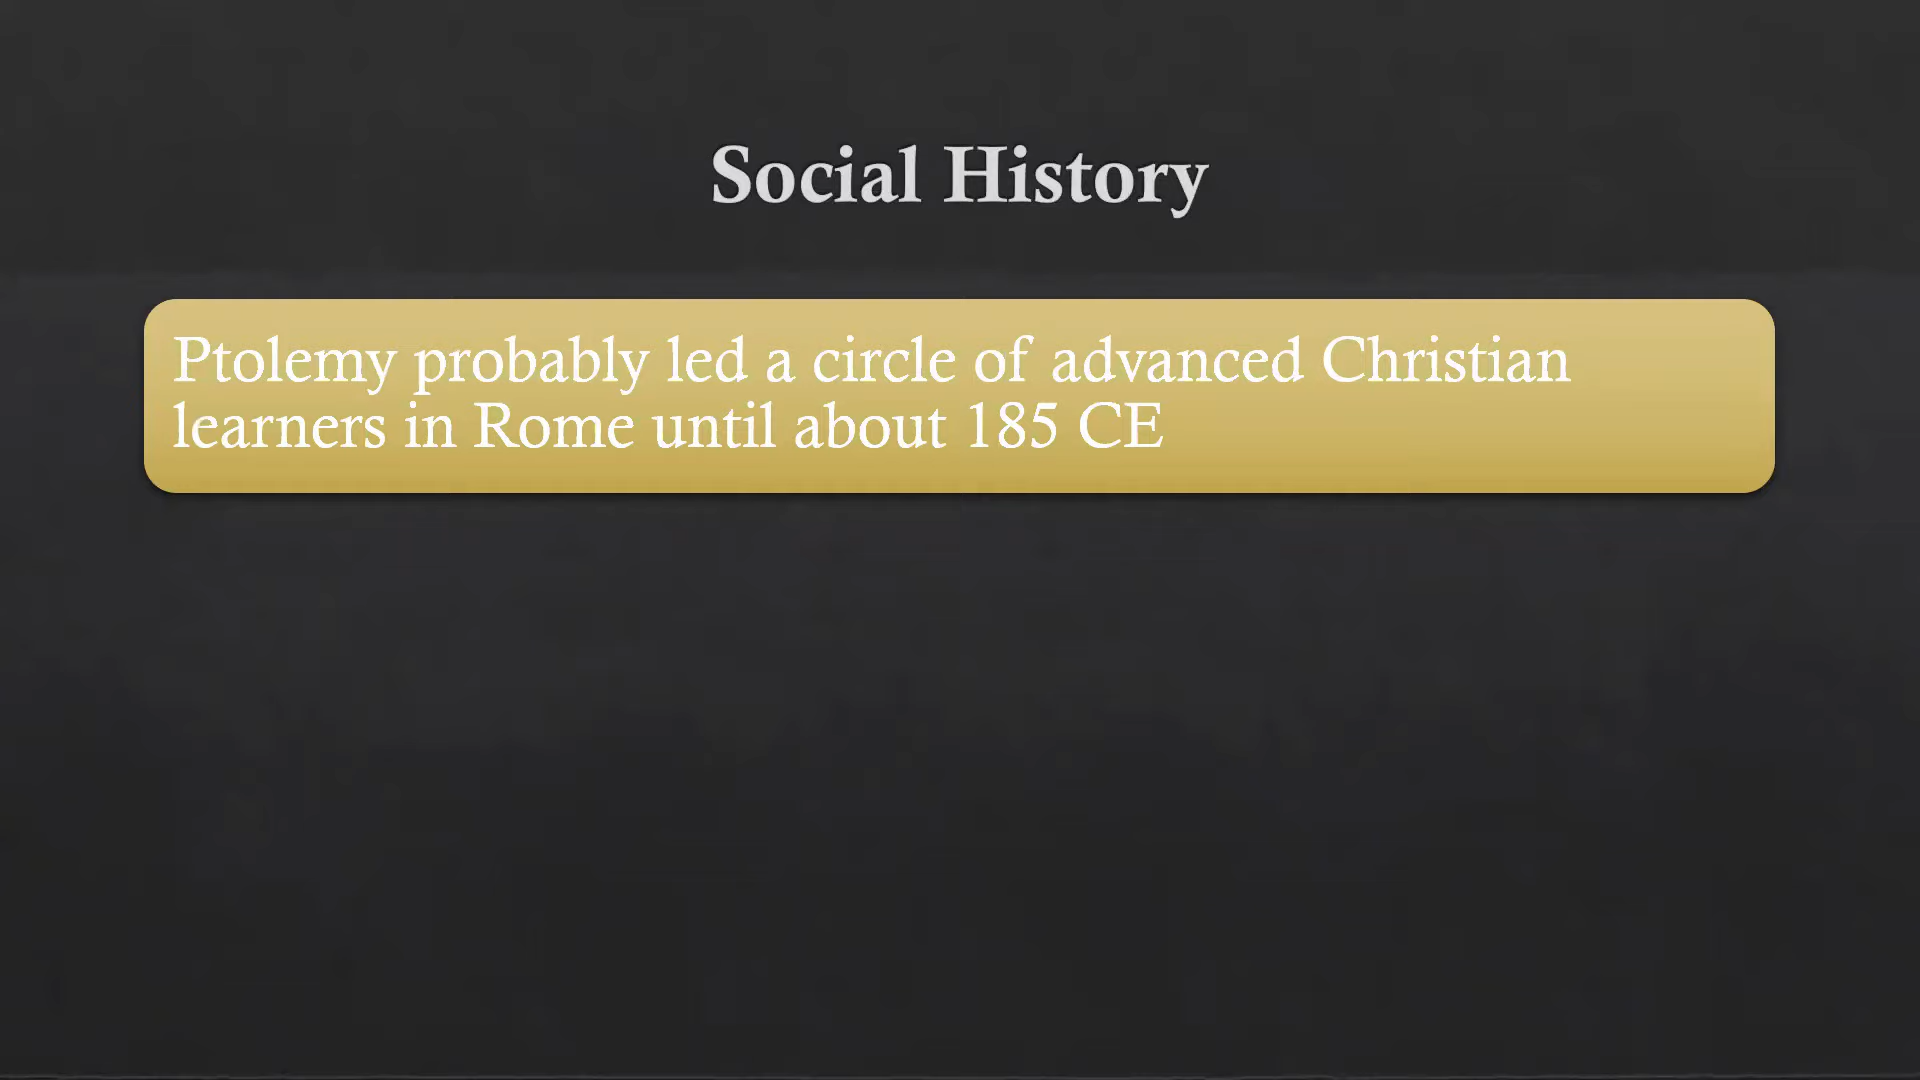 Social History
Ptolemy probably led a circle of advanced Christian
learners in Rome until about 185 CE